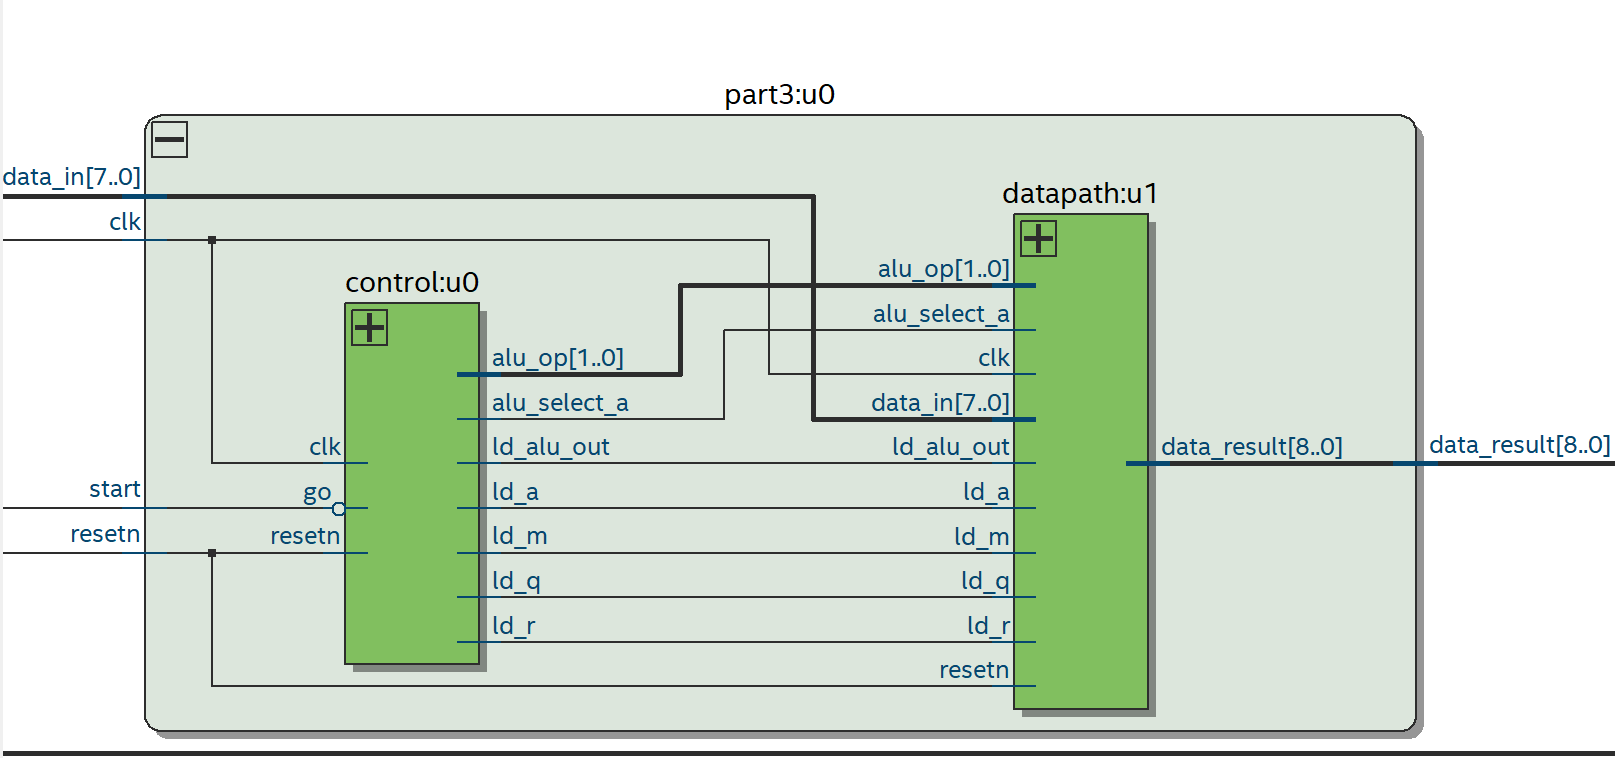 part3:u0
data_in[7..0]
clk
datapath:u1
control:u0
alu_op[1..0]
alu_select_a
clk
data_in[7..0]
ld_alu_out
ld_a
ld_m
ld_q
ld_r
resetn
alu_op[1..0]
alu_select_a
ld_alu_out
ld_a
ld_m
ld_q
ld_r
clk
go
resetn
start
resetn
data_result[8..0]
data_result[8..0]